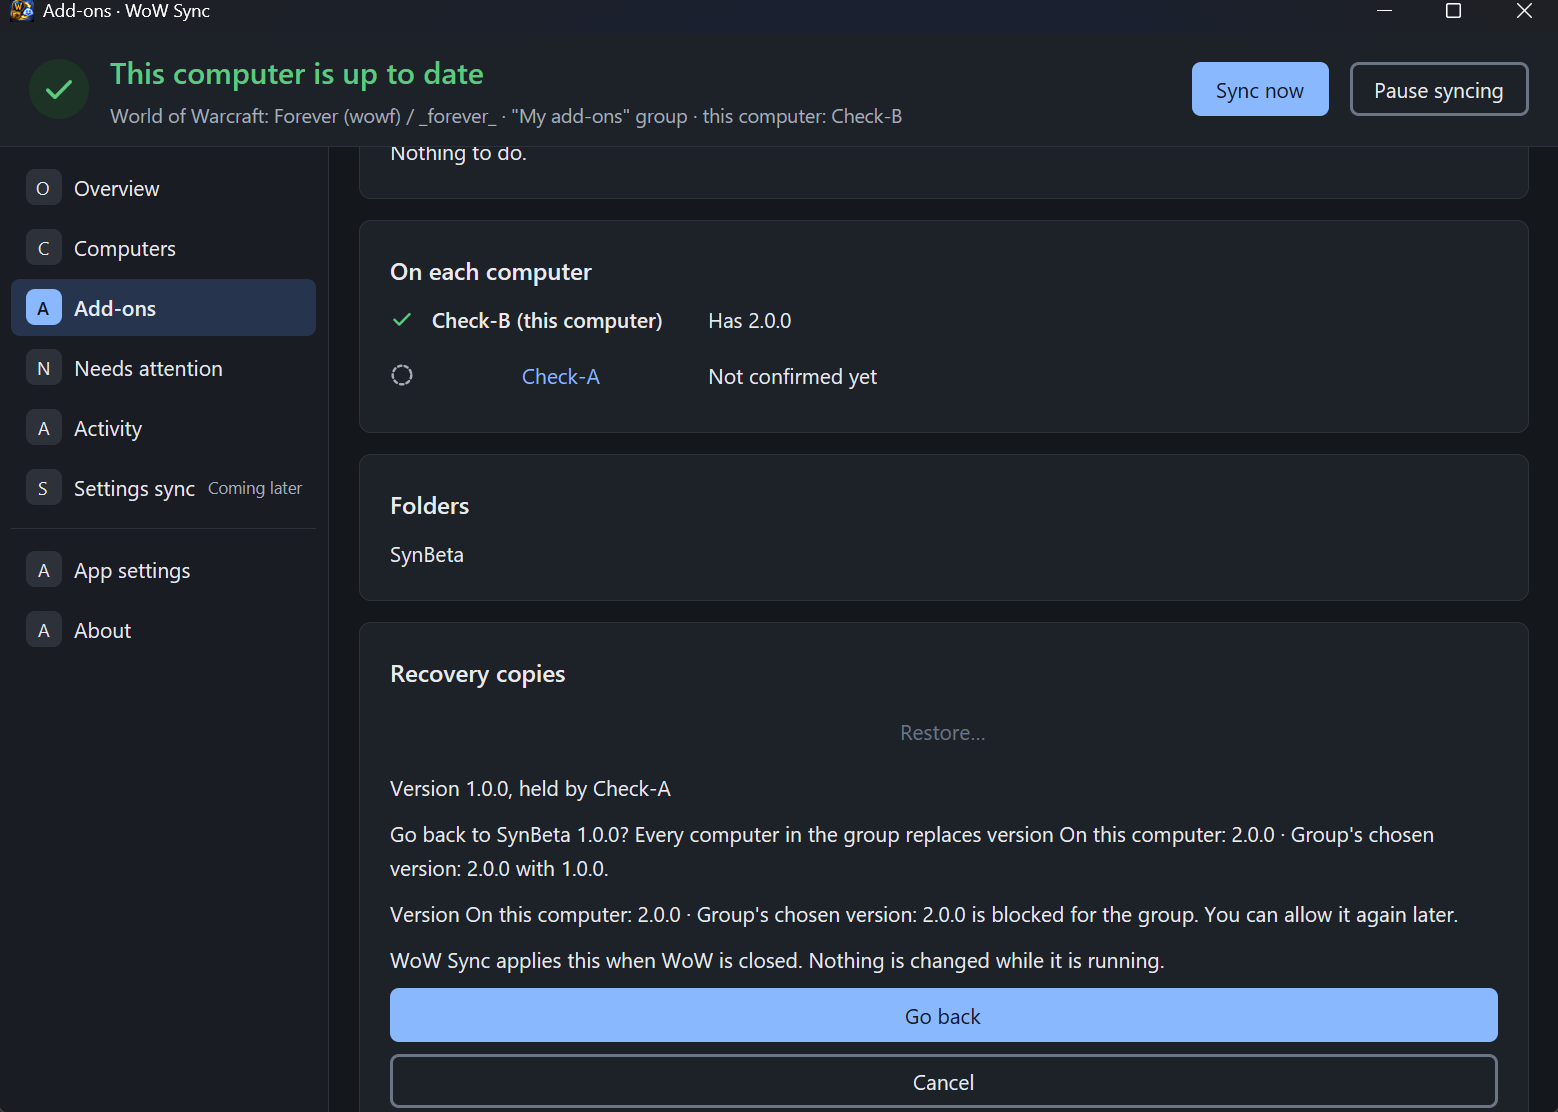 Add-ons · WoW Sync
This computer is up to date
World of Warcraft: Forever (wowf) / _forever_ · "My add-ons" group · this computer: Check-B
Sync now
Pause syncing
O Overview
C Computers
A Add-ons
N Needs attention
A Activity
S Settings sync Coming later
A App settings
A About
Nothing to do.
On each computer
Check-B (this computer) Has 2.0.0
Check-A Not confirmed yet
Folders
SynBeta
Recovery copies
Restore...
Version 1.0.0, held by Check-A
Go back to SynBeta 1.0.0? Every computer in the group replaces version On this computer: 2.0.0 · Group's chosen
version: 2.0.0 with 1.0.0.
Version On this computer: 2.0.0 · Group's chosen version: 2.0.0 is blocked for the group. You can allow it again later.
WoW Sync applies this when WoW is closed. Nothing is changed while it is running.
Go back
Cancel